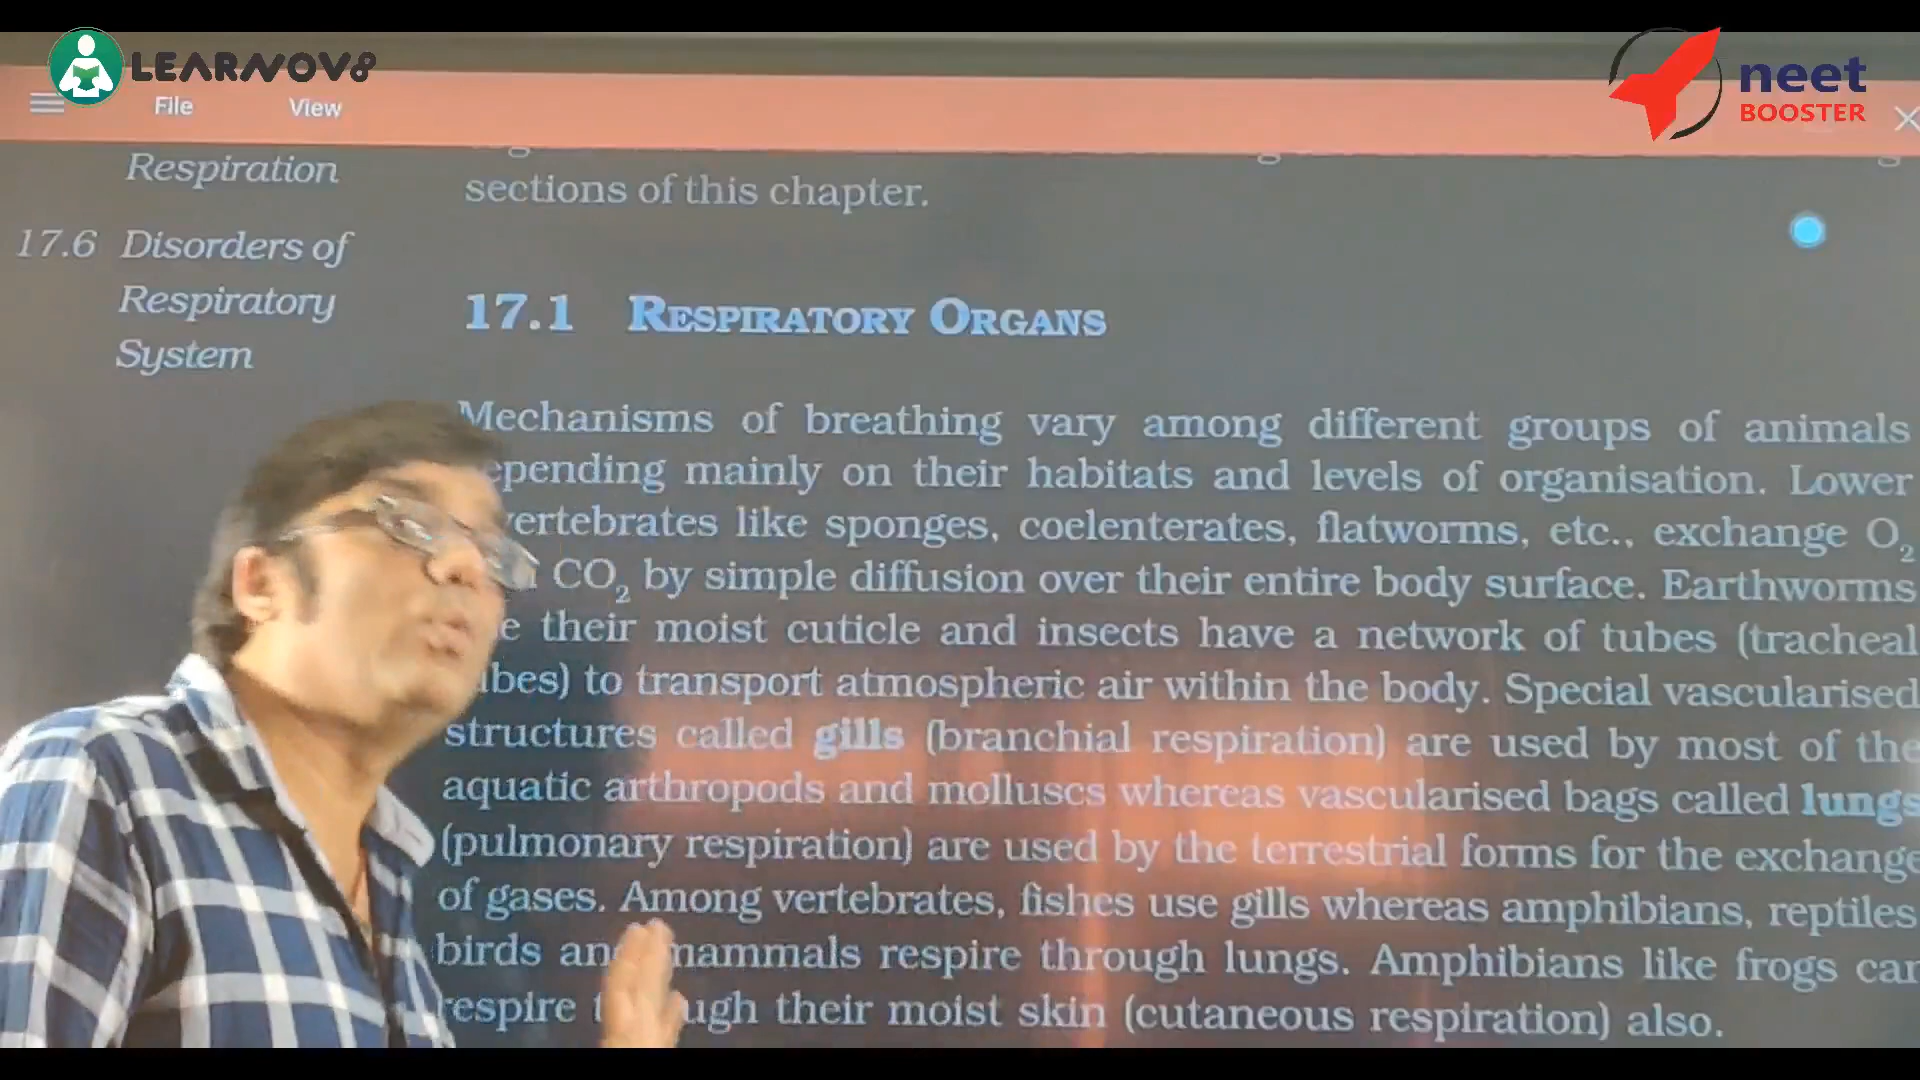 LEARNOV8
neet
BOOSTER
File View
Respiration
17.6 Disorders of
Respiratory
System
sections of this chapter.
17.1 RESPIRATORY ORGANS
Mechanisms of breathing vary among different groups of animals
epending mainly on their habitats and levels of organisation. Lower
vertebrates like sponges, coelenterates, flatworms, etc., exchange O₂
CO₂ by simple diffusion over their entire body surface. Earthworms
e their moist cuticle and insects have a network of tubes (tracheal
bes) to transport atmospheric air within the body. Special vascularised
structures called gills (branchial respiration) are used by most of the
aquatic arthropods and molluscs whereas vascularised bags called lungs
(pulmonary respiration) are used by the terrestrial forms for the exchange
of gases. Among vertebrates, fishes use gills whereas amphibians, reptiles
birds and mammals respire through lungs. Amphibians like frogs can
respire ugh their moist skin (cutaneous respiration) also.